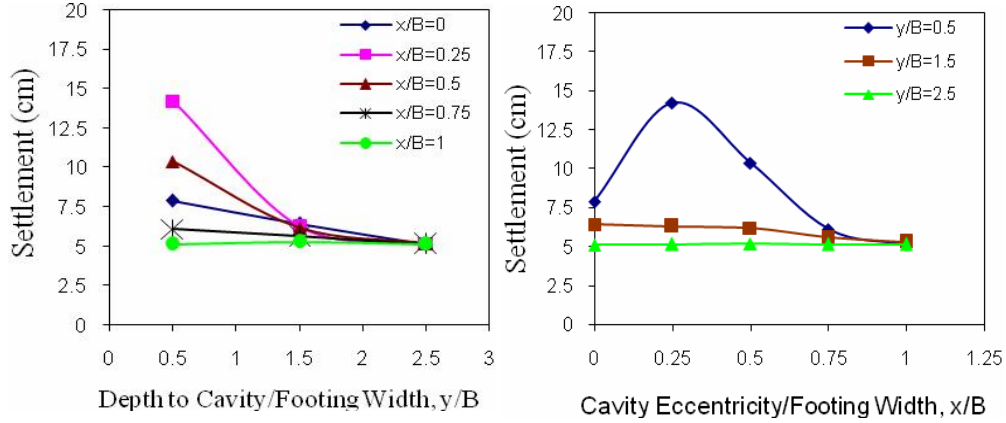 20
17.5
15
12.5
10
7.5
5
2.5
0
Settlement (cm)
x/B=0
x/B=0.25
x/B=0.5
x/B=0.75
x/B=1
0 0.5 1 1.5 2 2.5 3
Depth to Cavity/Footing Width, y/B
20
17.5
15
12.5
10
7.5
5
2.5
0
Settlement (cm)
y/B=0.5
y/B=1.5
y/B=2.5
0 0.25 0.5 0.75 1 1.25
Cavity Eccentricity/Footing Width, x/B